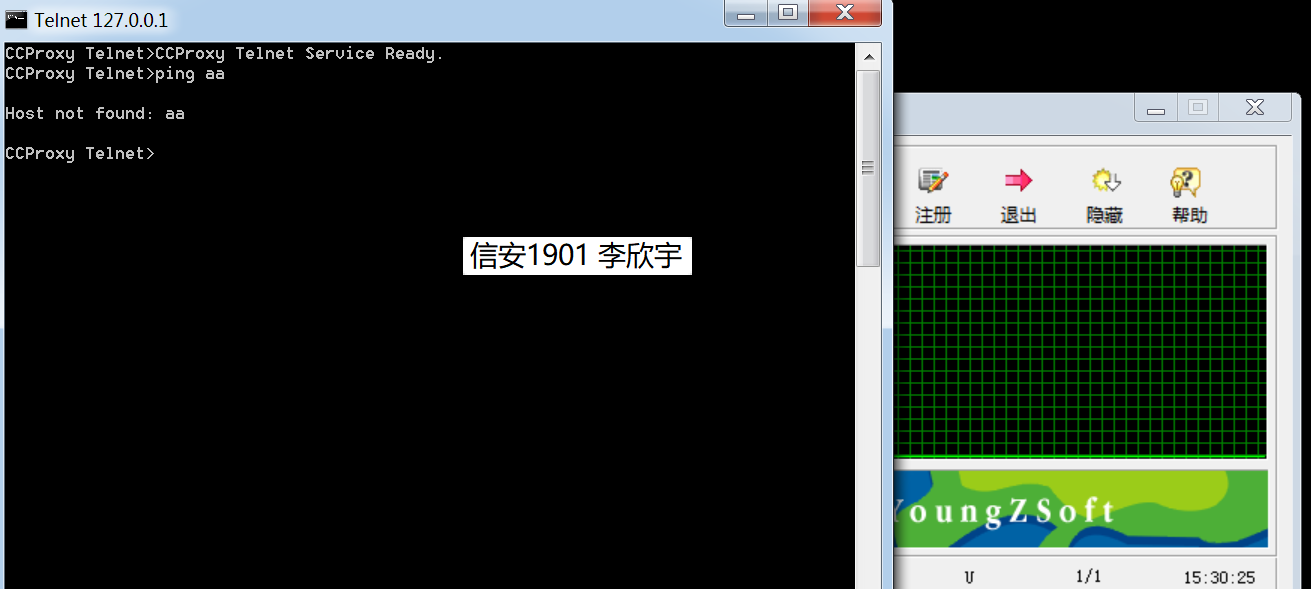 Telnet 127.0.0.1
CCProxy Telnet>CCProxy Telnet Service Ready.
CCProxy Telnet>ping aa
Host not found: aa
CCProxy Telnet>
信安1901 李欣宇
注册 退出 隐藏 帮助
YoungZSoft
1/1 15:30:25